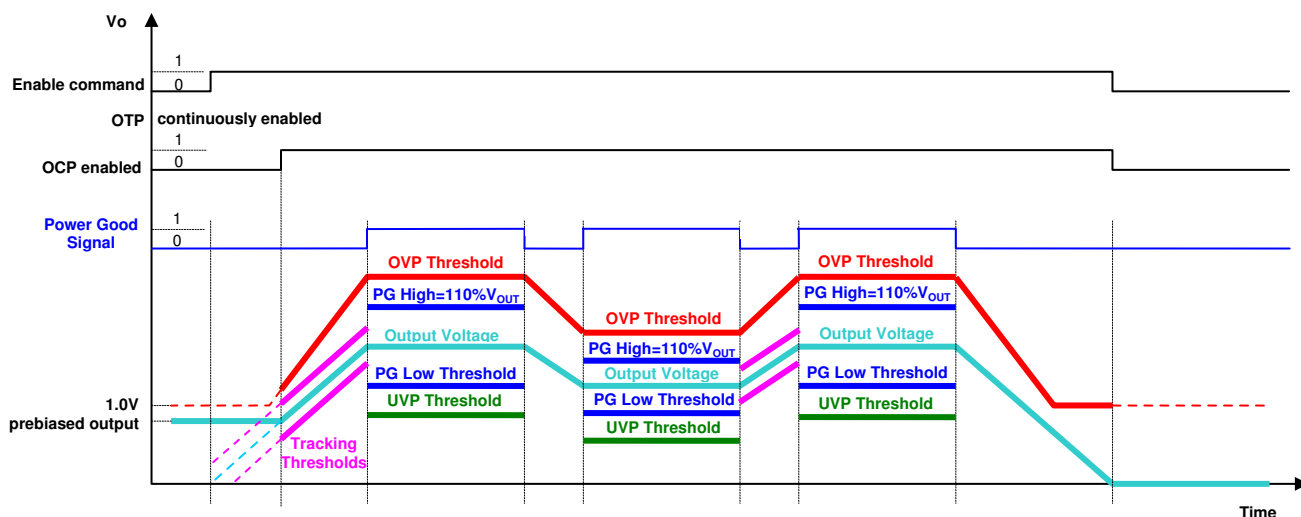 Vo
1
Enable command
0
OTP continuously enabled
1
OCP enabled
0
Power Good
Signal
1
0
OVP Threshold
OVP Threshold
PG High=110%VOUT
PG High=110%VOUT
OVP Threshold
Output Voltage
Output Voltage
PG High=110%VOUT
PG Low Threshold
Output Voltage
PG Low Threshold
1.0V
PG Low Threshold
UVP Threshold
UVP Threshold
prebiased output
UVP Threshold
Tracking
Thresholds
Time